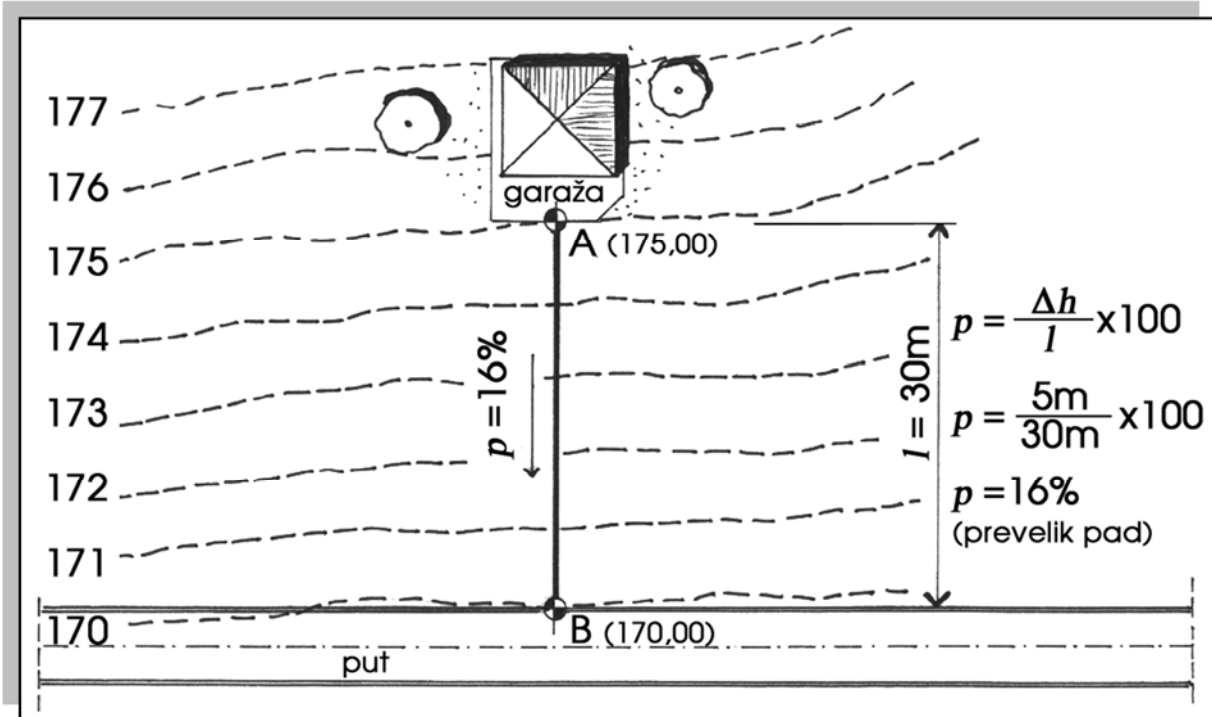 177
176
175
174
173
172
171
170
garaža
A (175,00)
p = 16%
l = 30m
p = Δh/l x100
p = 5m/30m x100
p = 16%
(prevelik pad)
B (170,00)
put